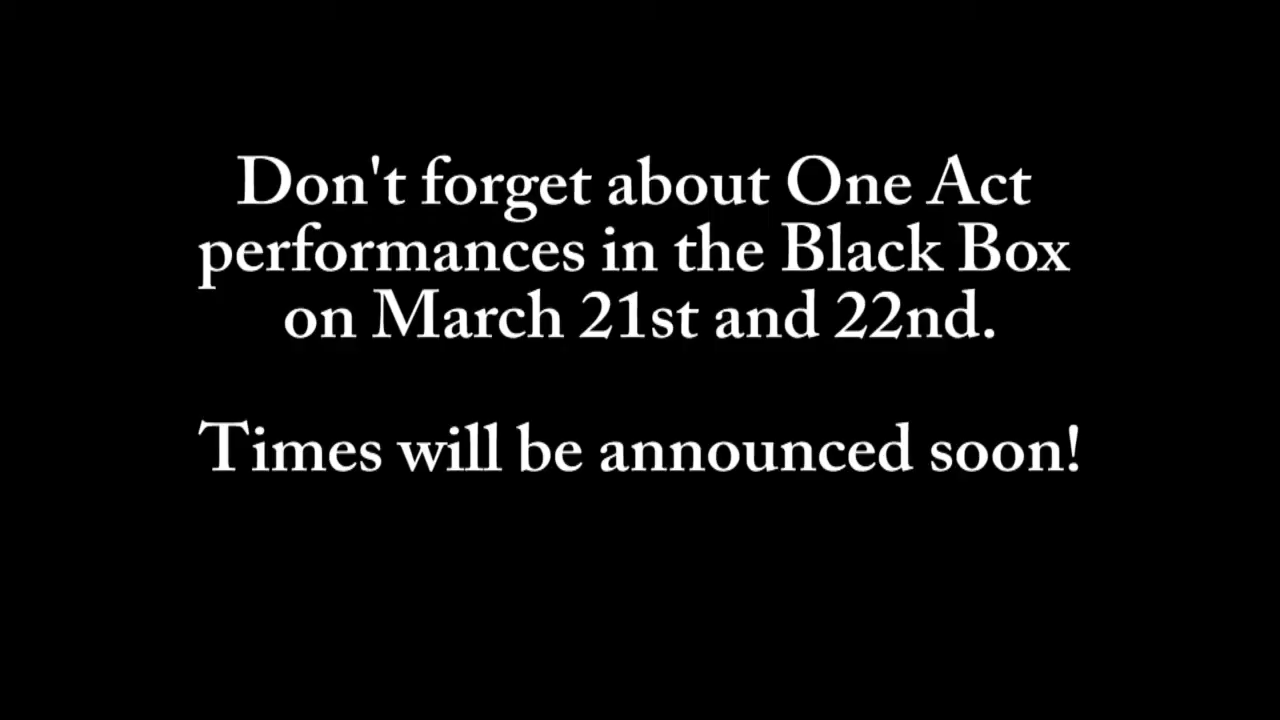 Don't forget about One Act
performances in the Black Box
on March 21st and 22nd.
Times will be announced soon!